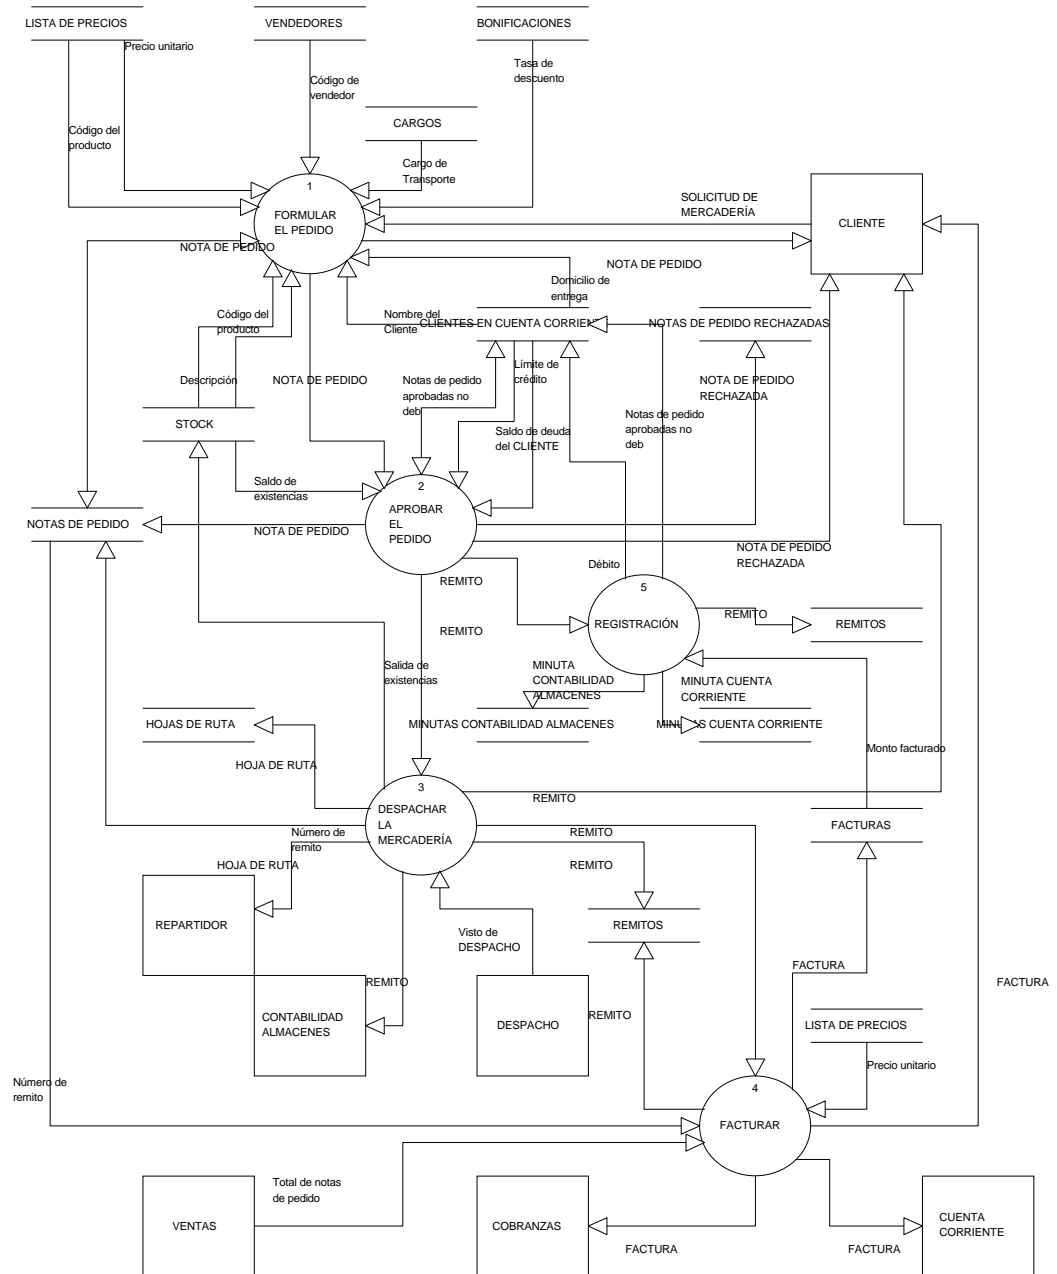 LISTA DE PRECIOS
VENDEDORES
BONIFICACIONES
Precio unitario
Tasa de
descuento
Código de
vendedor
CARGOS
Código del
producto
Cargo de
Transporte
1
FORMULAR
EL PEDIDO
SOLICITUD DE
MERCADERÍA
CLIENTE
NOTA DE PEDIDO
NOTA DE PEDIDO
Domicilio de
entrega
Código del
producto
Nombre del
Cliente
CLIENTES EN CUENTA CORRIENTE
NOTAS DE PEDIDO RECHAZADAS
Descripción
NOTA DE PEDIDO
Notas de pedido
aprobadas no
deb
Límite de
crédito
NOTA DE PEDIDO
RECHAZADA
STOCK
Saldo de deuda
del CLIENTE
Notas de pedido
aprobadas no
deb
Saldo de
existencias
2
APROBAR
EL
PEDIDO
NOTAS DE PEDIDO
NOTA DE PEDIDO
NOTA DE PEDIDO
RECHAZADA
REMITO
Débito
5
REGISTRACIÓN
REMITO
REMITOS
REMITO
Salida de
existencias
MINUTA
CONTABILIDAD
ALMACENES
MINUTA CUENTA
CORRIENTE
HOJAS DE RUTA
MINUTAS CONTABILIDAD ALMACENES
MINUTAS CUENTA CORRIENTE
HOJA DE RUTA
Monto facturado
3
DESPACHAR
LA
MERCADERÍA
REMITO
Número de
remito
REMITO
FACTURAS
HOJA DE RUTA
REMITO
REPARTIDOR
Visto de
DESPACHO
REMITOS
REMITO
FACTURA
FACTURA
CONTABILIDAD
ALMACENES
DESPACHO
REMITO
LISTA DE PRECIOS
Precio unitario
Número de
remito
4
FACTURAR
Total de notas
de pedido
VENTAS
COBRANZAS
CUENTA
CORRIENTE
FACTURA
FACTURA